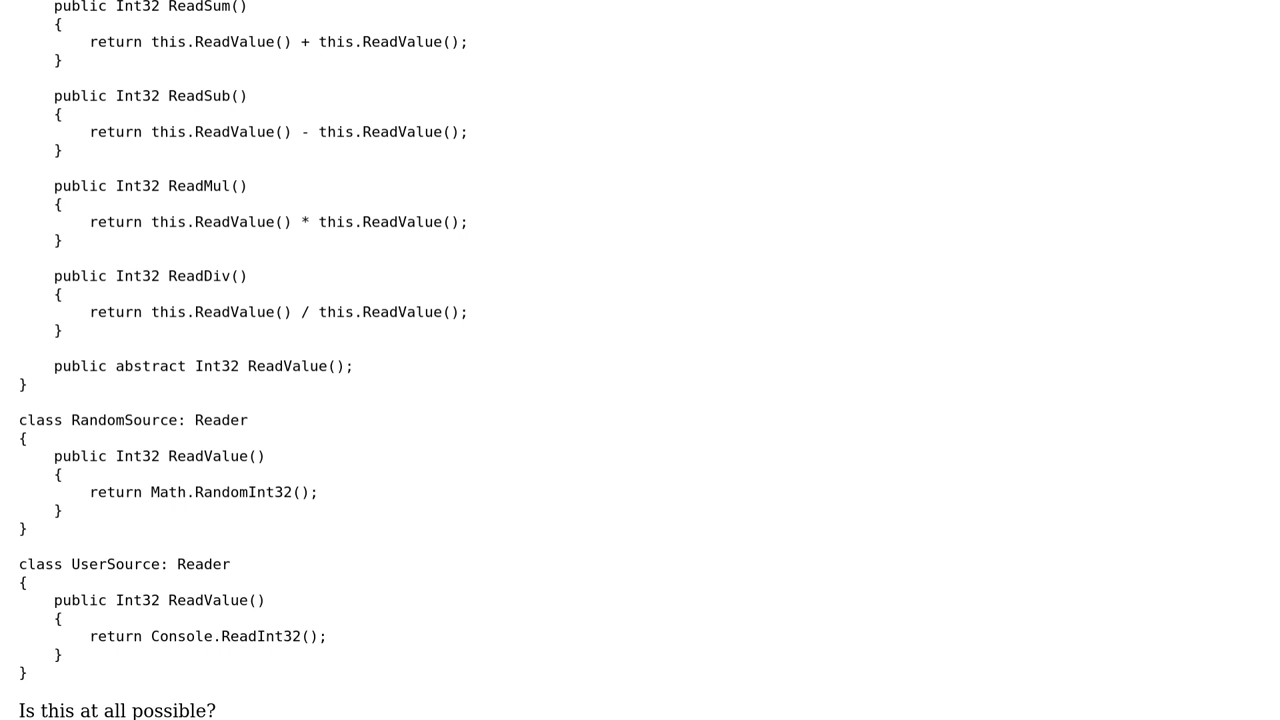 public Int32 ReadSum()
    {
        return this.ReadValue() + this.ReadValue();
    }

    public Int32 ReadSub()
    {
        return this.ReadValue() - this.ReadValue();
    }

    public Int32 ReadMul()
    {
        return this.ReadValue() * this.ReadValue();
    }

    public Int32 ReadDiv()
    {
        return this.ReadValue() / this.ReadValue();
    }

    public abstract Int32 ReadValue();
}

class RandomSource: Reader
{
    public Int32 ReadValue()
    {
        return Math.RandomInt32();
    }
}

class UserSource: Reader
{
    public Int32 ReadValue()
    {
        return Console.ReadInt32();
    }
}

Is this at all possible?